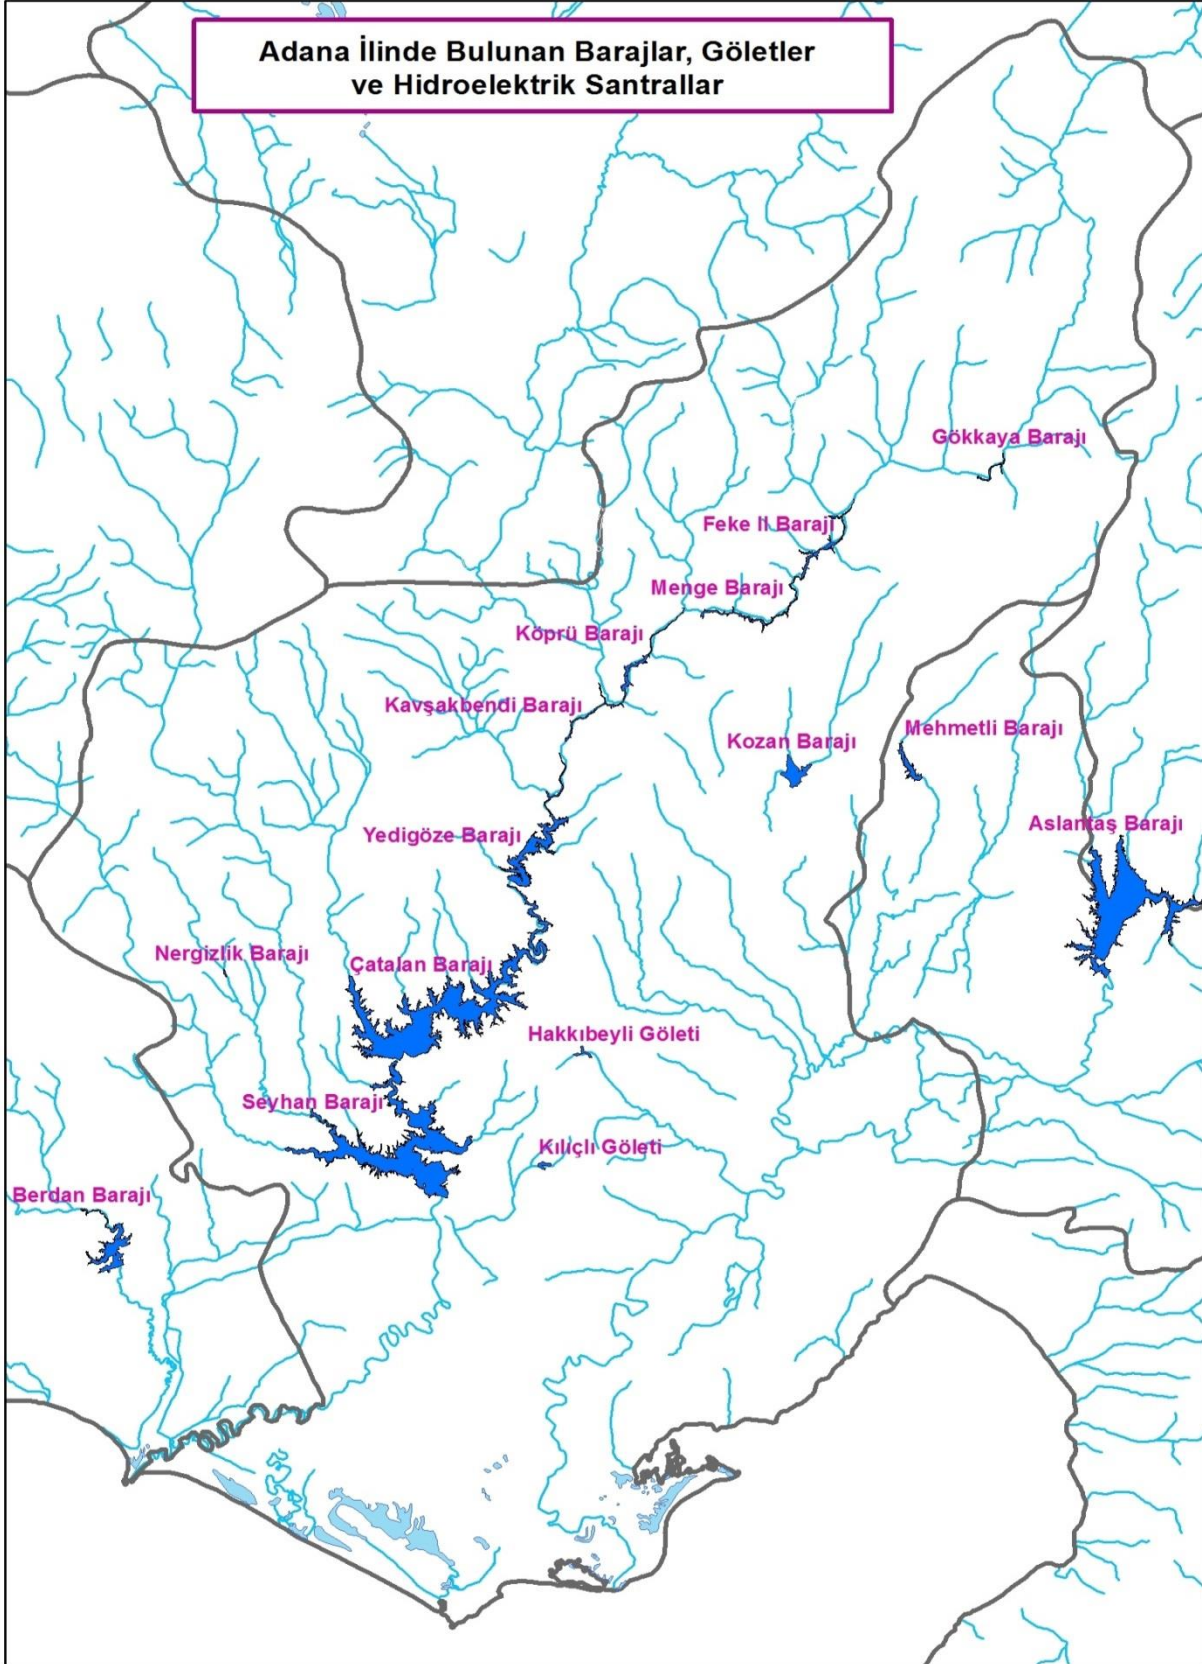 Adana İlinde Bulunan Barajlar, Göletler
ve Hidroelektrik Santrallar
Gökkaya Barajı
Feke II Barajı
Menge Barajı
Köprü Barajı
Kavşakbendi Barajı
Mehmetli Barajı
Kozan Barajı
Aslantaş Barajı
Yedigöze Barajı
Nergizlik Barajı
Çatalan Barajı
Hakkıbeyli Göleti
Seyhan Barajı
Kılıçlı Göleti
Berdan Barajı